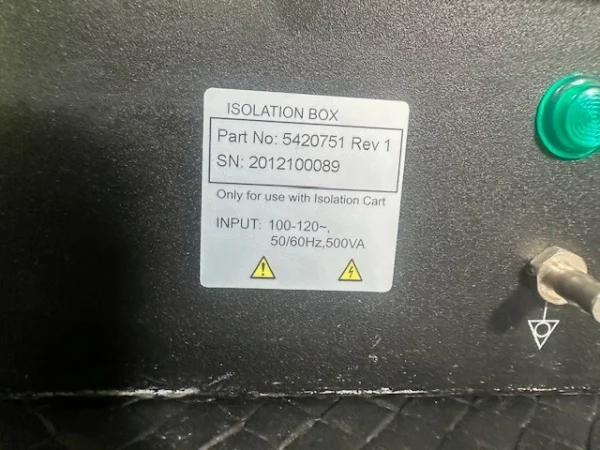 ISOLATION BOX
Part No: 5420751 Rev 1
SN: 2012100089
Only for use with Isolation Cart
INPUT: 100-120~,
50/60Hz,500VA